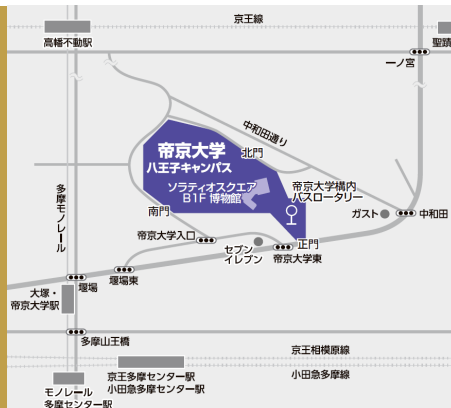 京王線
高幡不動駅
聖蹟
一ノ宮
中和田通り
帝京大学
八王子キャンパス
北門
ソラティオスクエア
B1F 博物館
帝京大学構内
バスロータリー
南門
ガスト
中和田
多摩モノレール
帝京大学入口
正門
セブン
イレブン
帝京大学東
堰場
堰場東
大塚・
帝京大学駅
多摩山王橋
京王相模原線
京王多摩センター駅
小田急多摩センター駅
小田急多摩線
モノレール
多摩センター駅